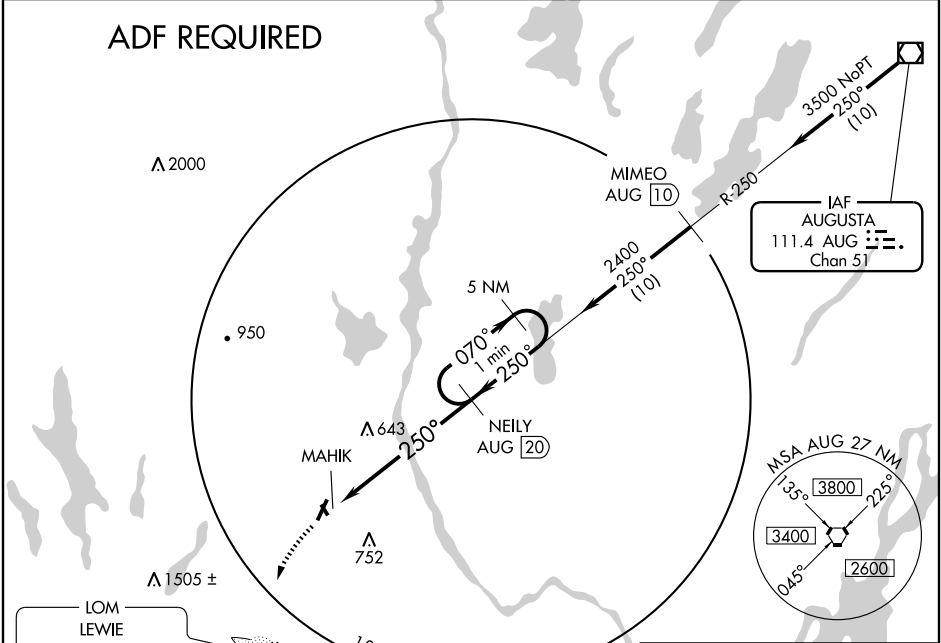 ADF REQUIRED
3500 NoPT
250°
(10)
2000
MIMEO
AUG 10
R-250
IAF
AUGUSTA
111.4 AUG
Chan 51
2400
250°
(10)
5 NM
950
070°
1 min
250°
NEILY
AUG 20
643
250°
MAHIK
MSA AUG 27 NM
135°
3800
225°
3400
2600
045°
752
1505 ±
LOM
LEWIE